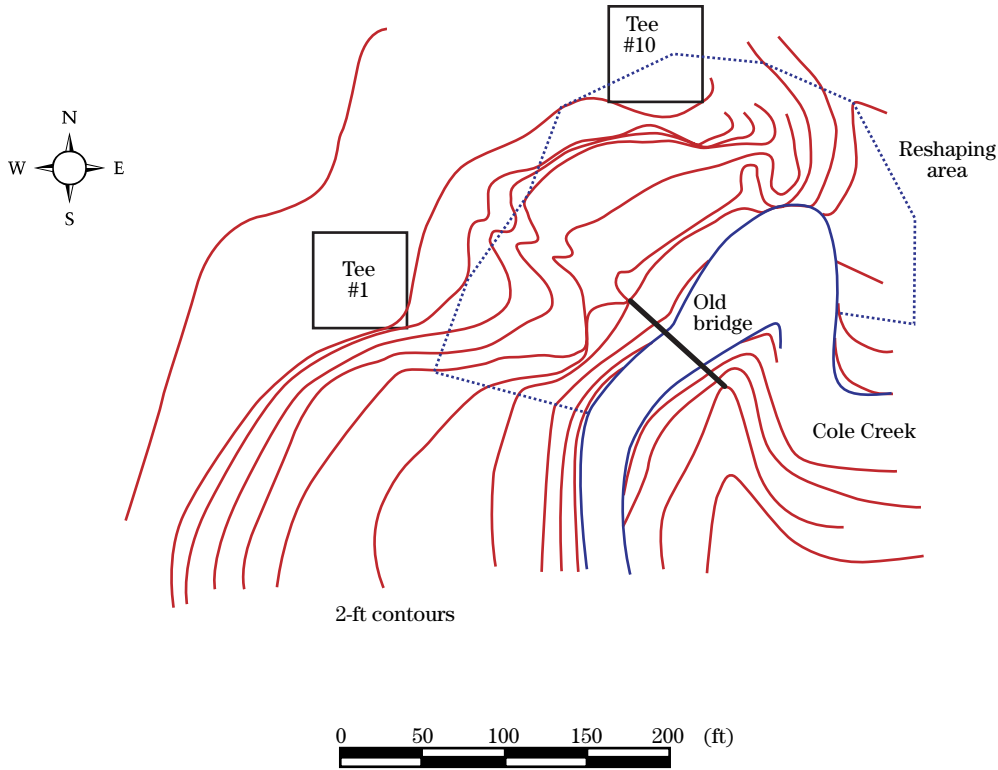 Tee
#10
N
W
E
S
Reshaping
area
Tee
#1
Old
bridge
Cole Creek
2-ft contours
0 50 100 150 200 (ft)